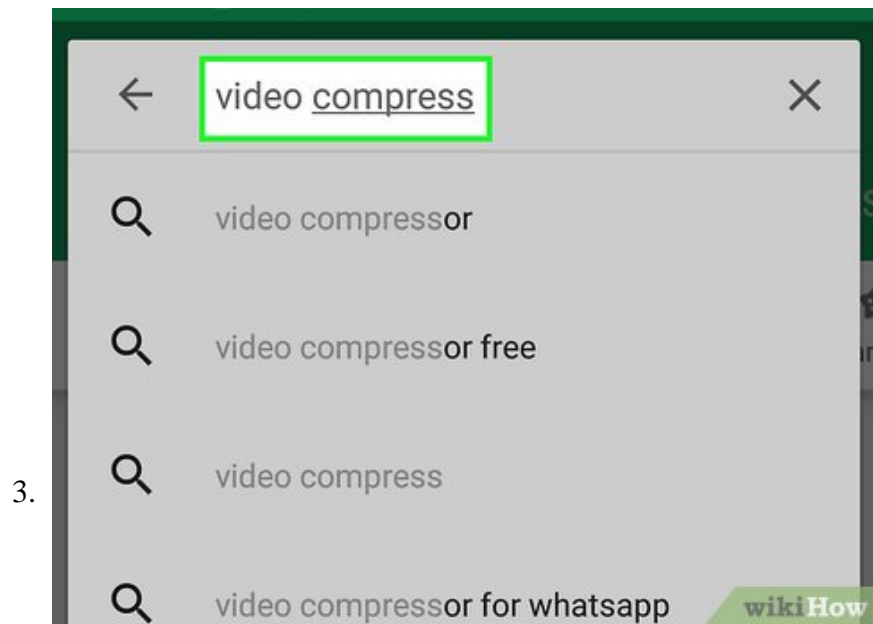 video compress
video compressor
video compressor free
3.
video compress
video compressor for whatsapp
wikiHow